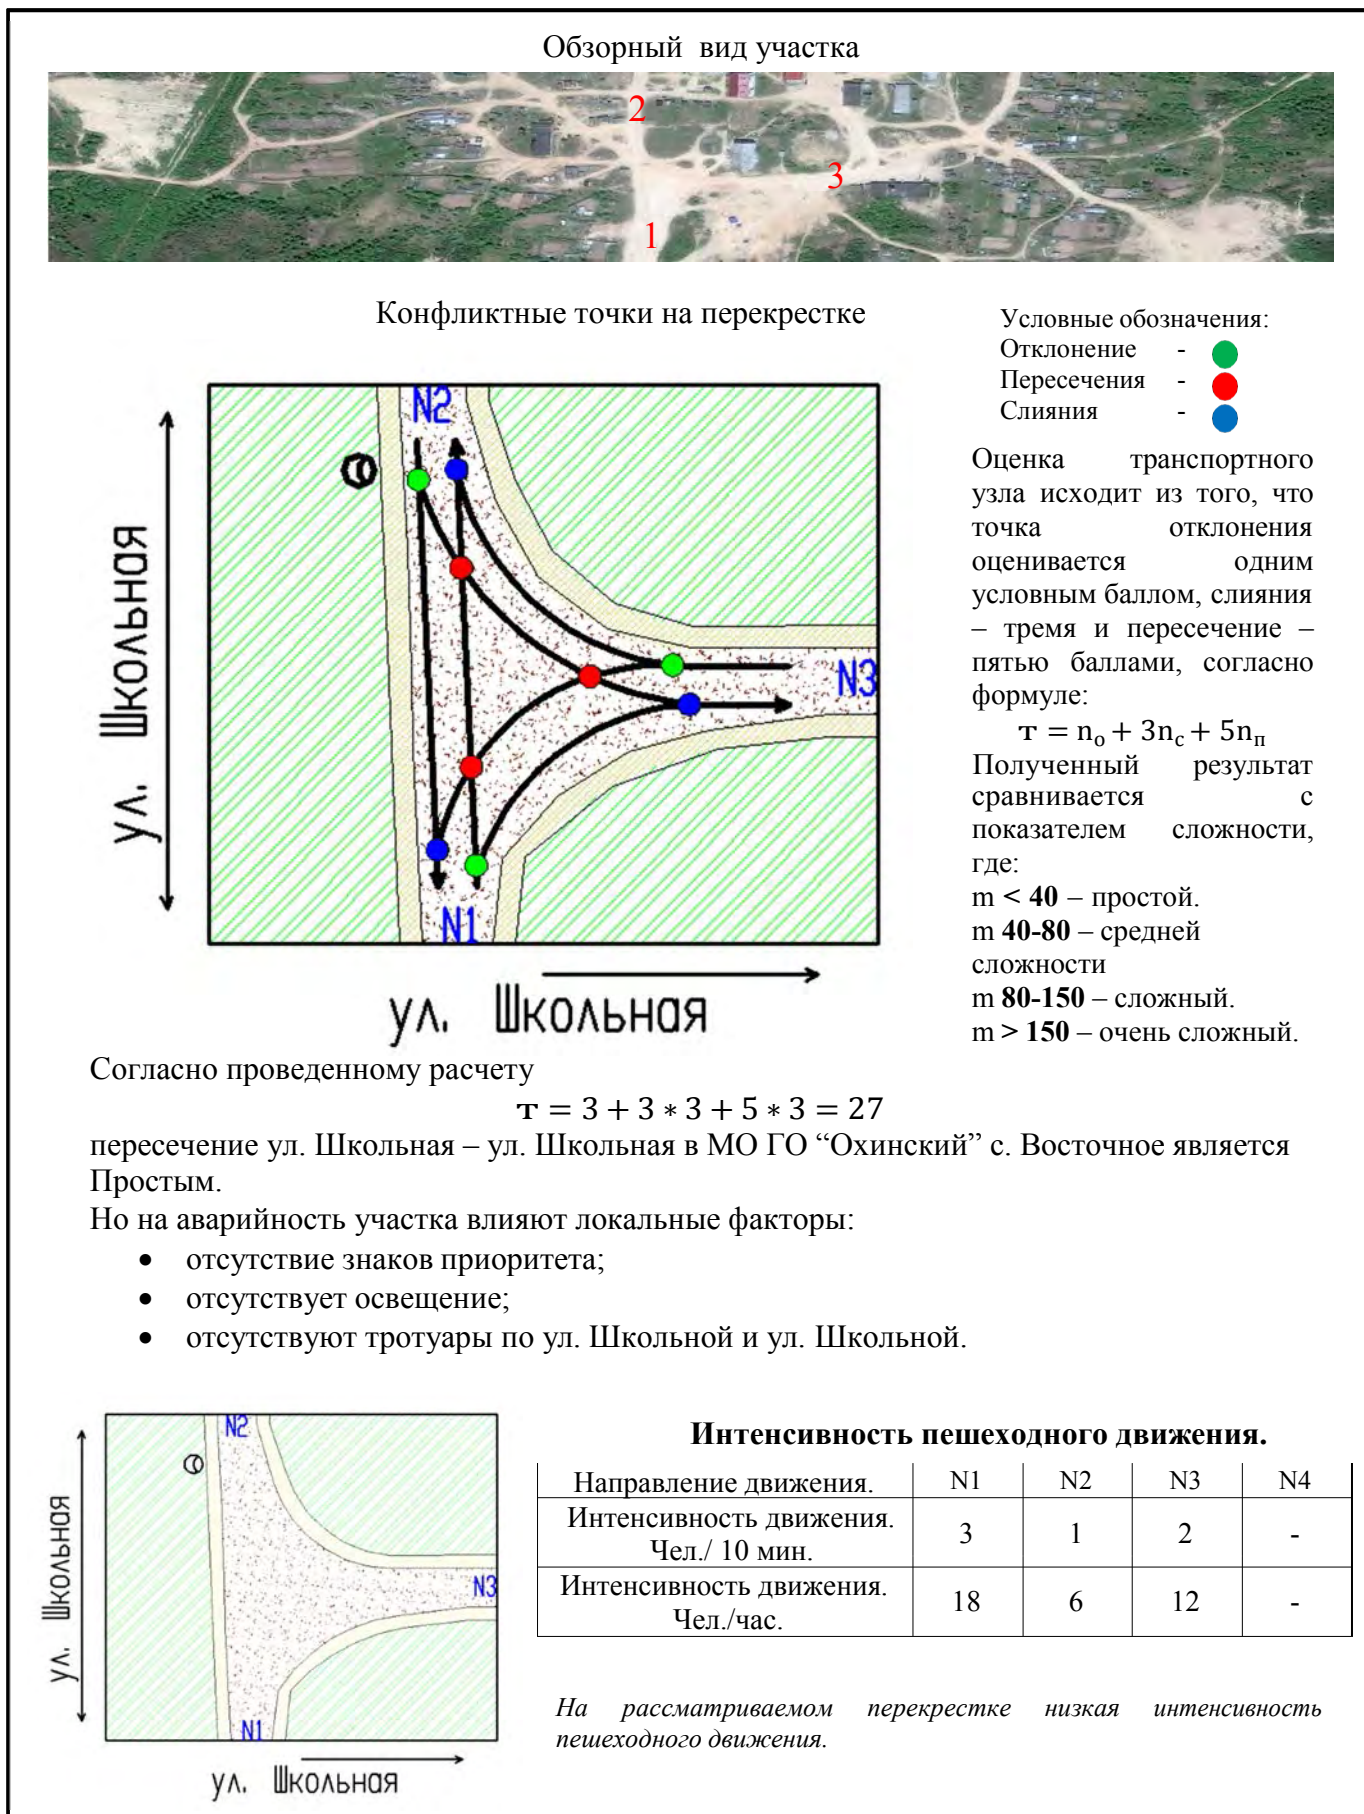 Обзорный вид участка
2
3
1
Конфликтные точки на перекрестке
Условные обозначения:
Отклонение -
Пересечения -
Слияния -
N2
N3
N1
ул. Школьная
ул. Школьная
Оценка транспортного
узла исходит из того, что
точка отклонения
оценивается одним
условным баллом, слияния
– тремя и пересечение –
пятью баллами, согласно
формуле:
т = nо + 3nс + 5nп
Полученный результат
сравнивается с
показателем сложности,
где:
m < 40 – простой.
m 40-80 – средней
сложности
m 80-150 – сложный.
m > 150 – очень сложный.
Согласно проведенному расчету
т = 3 + 3 * 3 + 5 * 3 = 27
пересечение ул. Школьная – ул. Школьная в МО ГО “Охинский” с. Восточное является
Простым.
Но на аварийность участка влияют локальные факторы:
• отсутствие знаков приоритета;
• отсутствует освещение;
• отсутствуют тротуары по ул. Школьной и ул. Школьной.
N2
N3
N1
ул. Школьная
ул. Школьная
Интенсивность пешеходного движения.
Направление движения. N1 N2 N3 N4
Интенсивность движения.
Чел./ 10 мин. 3 1 2 -
Интенсивность движения.
Чел./час. 18 6 12 -
На рассматриваемом перекрестке низкая интенсивность
пешеходного движения.